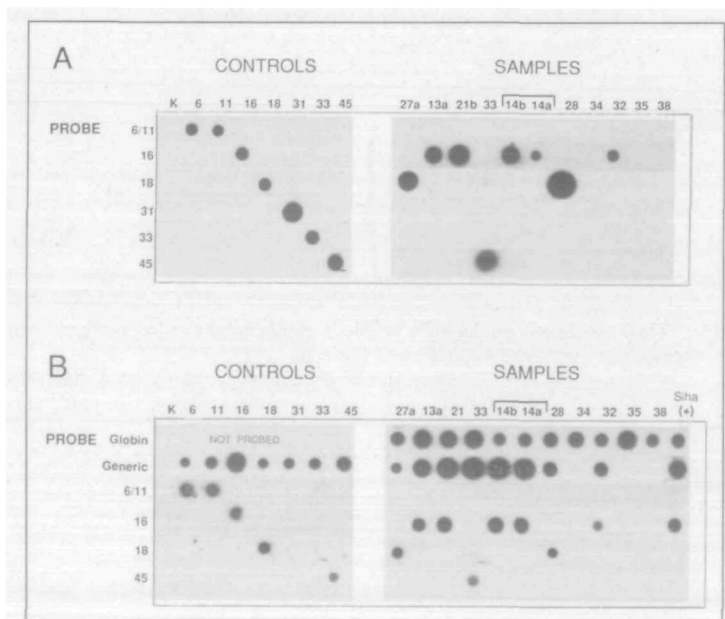 A
CONTROLS SAMPLES
K 6 11 16 18 31 33 45 27a 13a 21b 33 14b 14a 28 34 32 35 38
PROBE 6/11
16
18
31
33
45
B
CONTROLS SAMPLES
Siha
K 6 11 16 18 31 33 45 27a 13a 21 33 14b 14a 28 34 32 35 38 (+)
PROBE Globin NOT PROBED
Generic
6/11
16
18
45